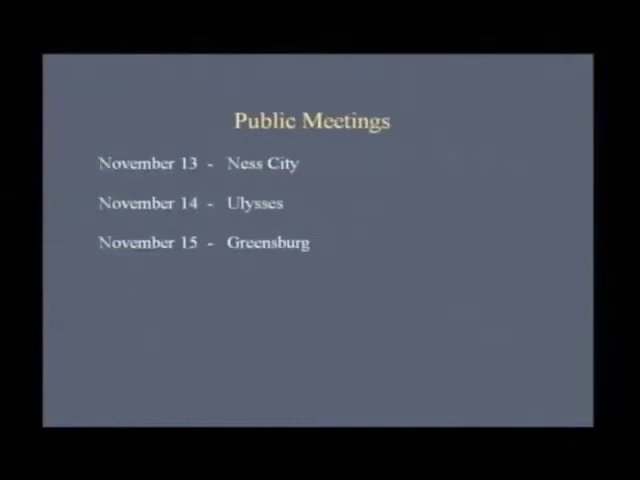 Public Meetings
November 13 - Ness City
November 14 - Ulysses
November 15 - Greensburg